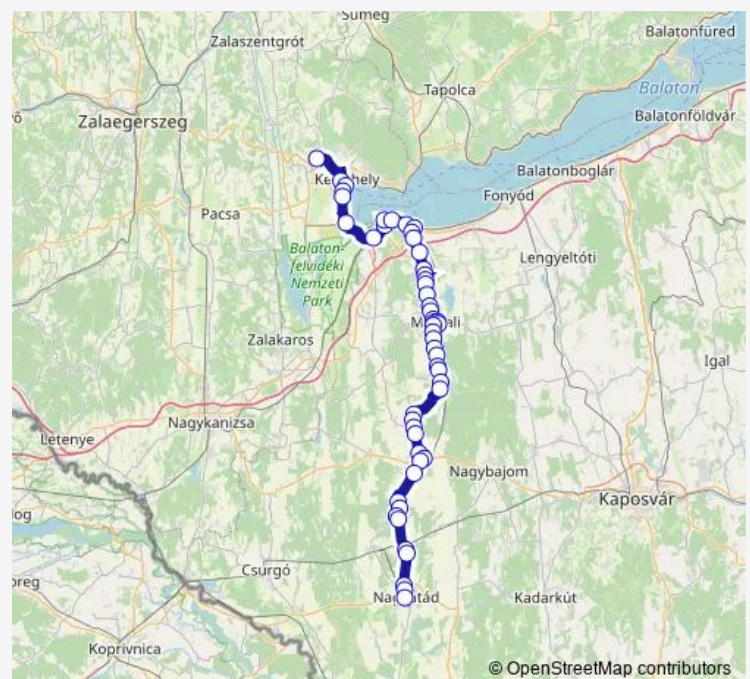 Sümeg
Balatonfüred
Zalaszentgrót
Balaton
Tapolca
Balatonföldvár
Zalaegerszeg
Balatonboglár
Fonyód
Pacsa
Balaton-
felvidéki
Nemzeti
Park
Lengyeltóti
Zalakaros
Igal
Nagykanizsa
Letenye
Nagybajom
Kaposvár
Csurgó
Kadarkút
Koprivnica
© OpenStreetMap contributors